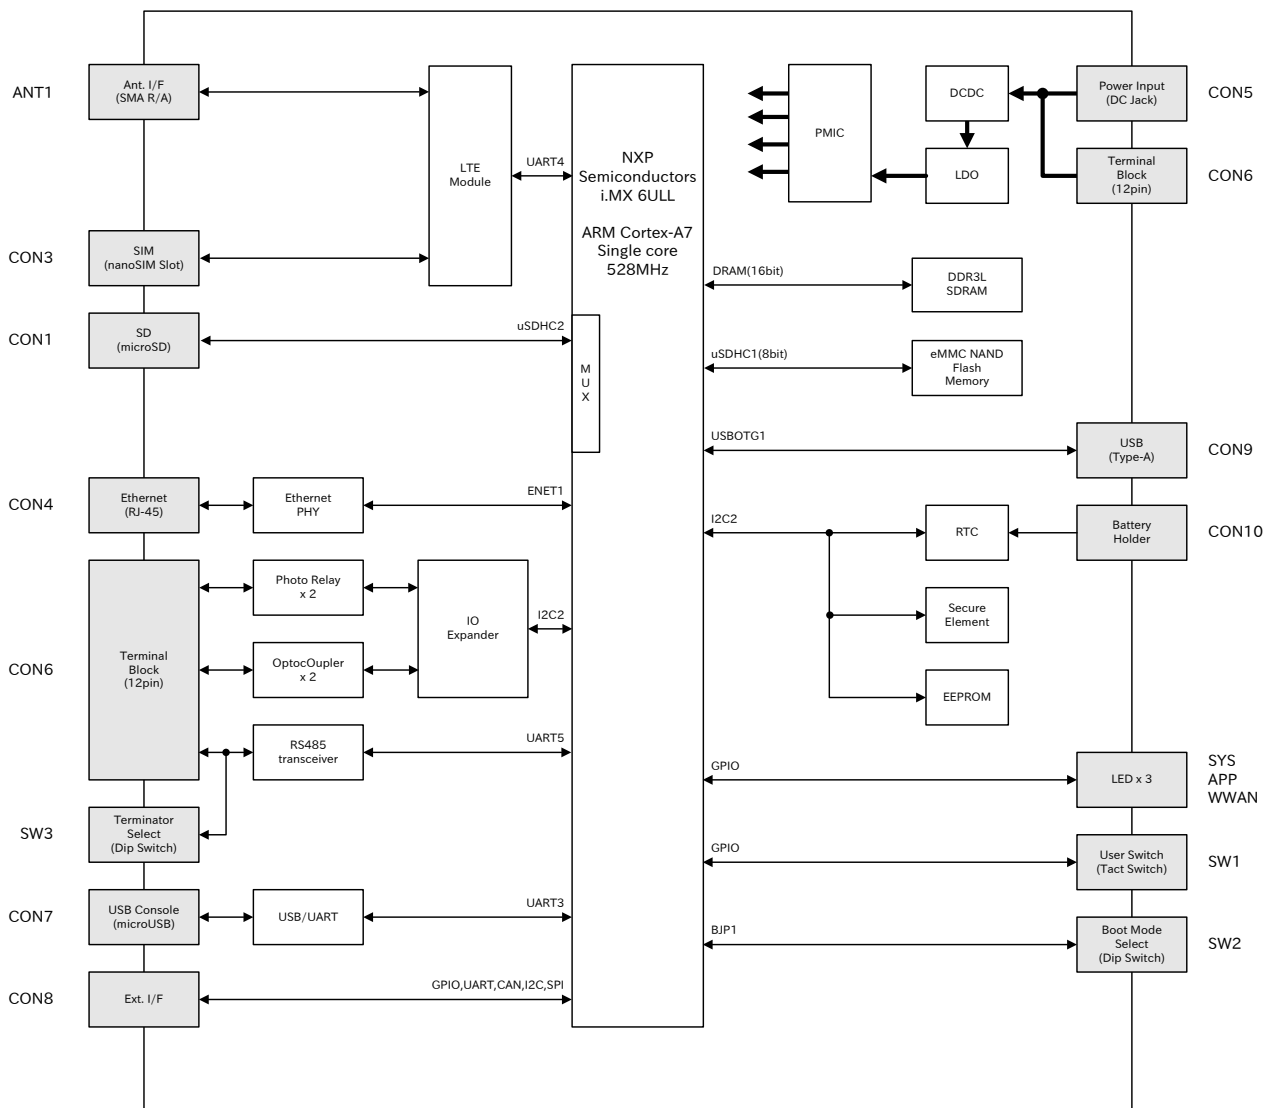 ANT1
Ant. I/F
(SMA R/A)
CON3
SIM
(nanoSIM Slot)
LTE
Module
UART4
CON1
SD
(microSD)
uSDHC2
M
U
X
CON4
Ethernet
(RJ-45)
Ethernet
PHY
ENET1
CON6
Terminal
Block
(12pin)
Photo Relay
x 2
OptocOupler
x 2
IO
Expander
I2C2
RS485
transceiver
UART5
SW3
Terminator
Select
(Dip Switch)
CON7
USB Console
(microUSB)
USB/UART
UART3
CON8
Ext. I/F
GPIO,UART,CAN,I2C,SPI
NXP
Semiconductors
i.MX 6ULL
ARM Cortex-A7
Single core
528MHz
PMIC
DCDC
LDO
Power Input
(DC Jack)
CON5
Terminal
Block
(12pin)
CON6
DRAM(16bit)
DDR3L
SDRAM
uSDHC1(8bit)
eMMC NAND
Flash
Memory
USBOTG1
USB
(Type-A)
CON9
I2C2
RTC
Battery
Holder
CON10
Secure
Element
EEPROM
GPIO
LED x 3
SYS
APP
WWAN
GPIO
User Switch
(Tact Switch)
SW1
BJP1
Boot Mode
Select
(Dip Switch)
SW2